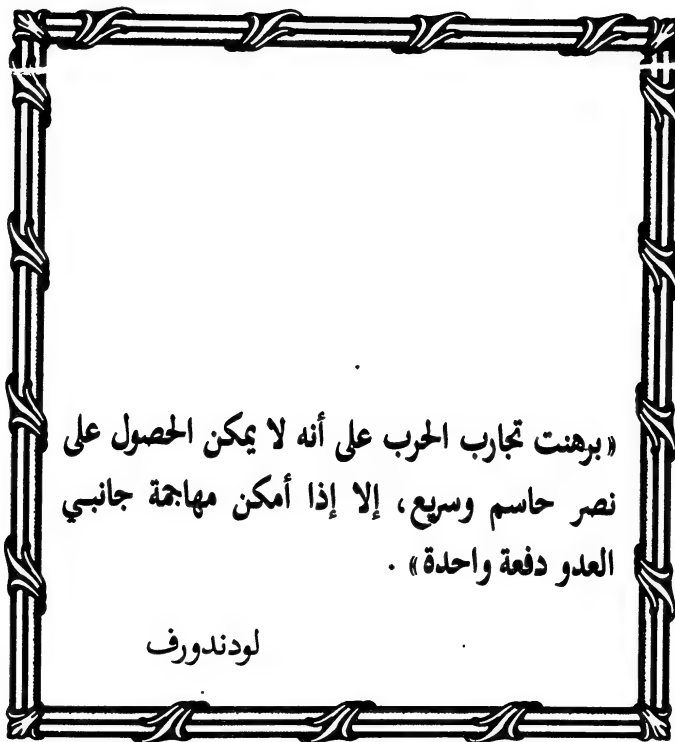 «برهنت تجارب الحرب على أنه لا يمكن الحصول على
نصر حاسم وسريع، إلا إذا أمكن مهاجمة جانبي
العدو دفعة واحدة» .
لودندورف